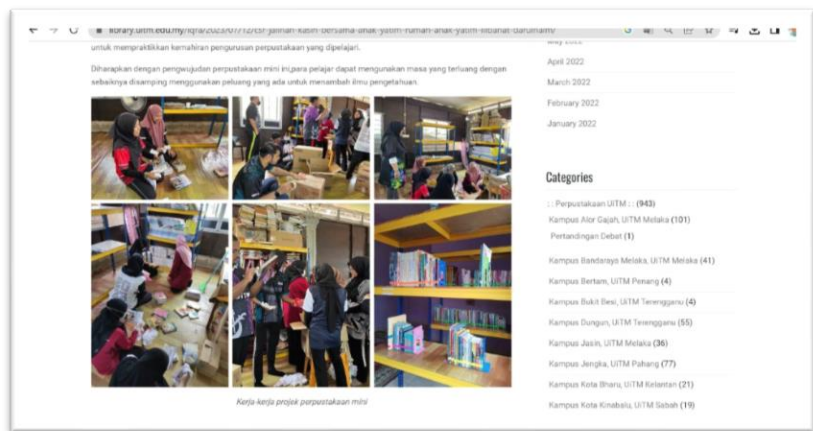 library.uitm.edu.my/iqra/2023/07/12/csr-jalinan-kasih-bersama-anak-yatim-rumah-anak-yatim-
untuk mempraktikkan kemahiran pengurusan perpustakaan yang dipelajari.
Diharapkan dengan pengwujudan perpustakaan mini ini,para pelajar dapat mengunakan masa yang terluang dengan
sebaiknya disamping menggunakan peluang yang ada untuk menambah ilmu pengetahuan.
Kerja-kerja projek perpustakaan mini
May 2022
April 2022
March 2022
February 2022
January 2022
Categories
: : Perpustakaan UiTM : : (943)
Kampus Alor Gajah, UiTM Melaka (101)
Pertandingan Debat (1)
Kampus Bandaraya Melaka, UiTM Melaka (41)
Kampus Bertam, UiTM Penang (4)
Kampus Bukit Besi, UiTM Terengganu (4)
Kampus Dungun, UiTM Terengganu (55)
Kampus Jasin, UiTM Melaka (36)
Kampus Jengka, UiTM Pahang (77)
Kampus Kota Bharu, UiTM Kelantan (21)
Kampus Kota Kinabalu, UiTM Sabah (19)